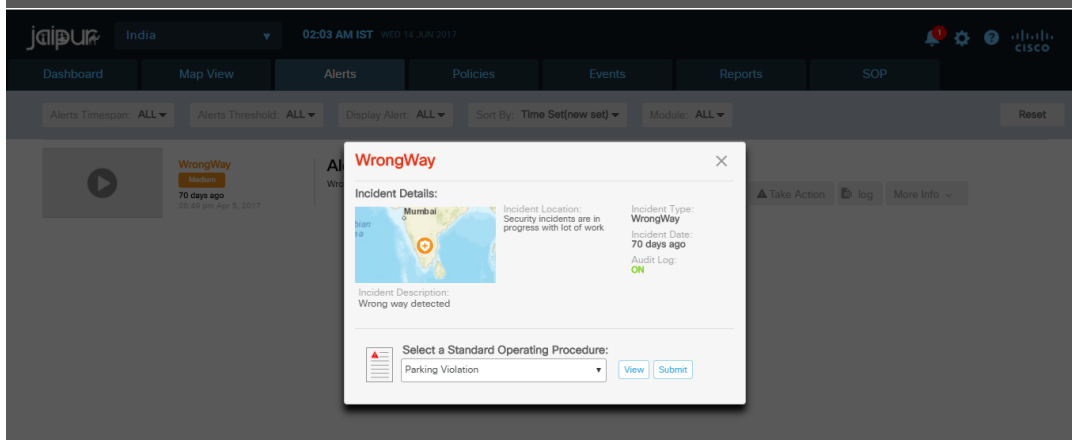 jaipur
India
02:03 AM IST WED 14 JUN 2017
1
?
CISCO
Dashboard
Map View
Alerts
Policies
Events
Reports
SOP
Alerts Timespan: ALL
Alerts Threshold: ALL
Display Alert: ALL
Sort By: Time Set(new set)
Module: ALL
Reset
WrongWay
Medium
70 days ago
08:49 pm Apr 5, 2017
Al
Wro
Take Action
log
More Info
WrongWay
Incident Details:
Mumbai
Incident Location:
Security incidents are in
progress with lot of work
Incident Type:
WrongWay
Incident Date:
70 days ago
Audit Log:
ON
Incident Description:
Wrong way detected
Select a Standard Operating Procedure:
Parking Violation
View
Submit